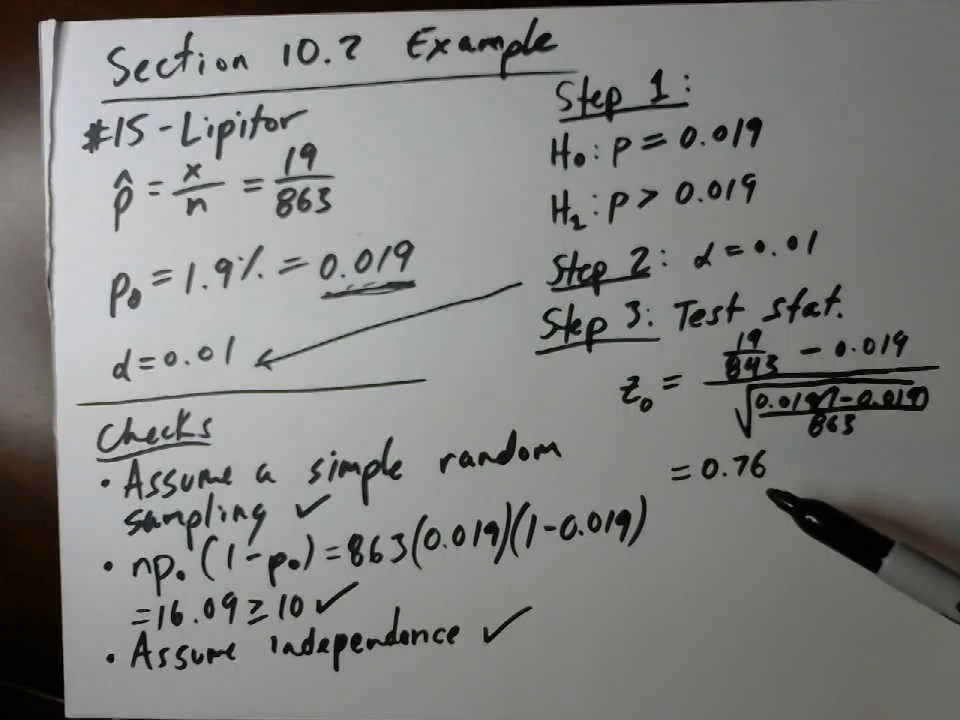 Section 10.2 Example
#15 - Lipitor
p̂ = x/n = 19/863
p₀ = 1.9% = 0.019
α = 0.01
Checks
• Assume a simple random
sampling ✓
• np₀ (1 - p₀) = 863(0.019)(1 - 0.019)
= 16.09 ≥ 10 ✓
• Assume independence ✓
Step 1:
H₀: p = 0.019
H₁: p > 0.019
Step 2: α = 0.01
Step 3: Test stat.
z₀ = (19/863 - 0.019) / √(0.019(1-0.019)/863)
= 0.76